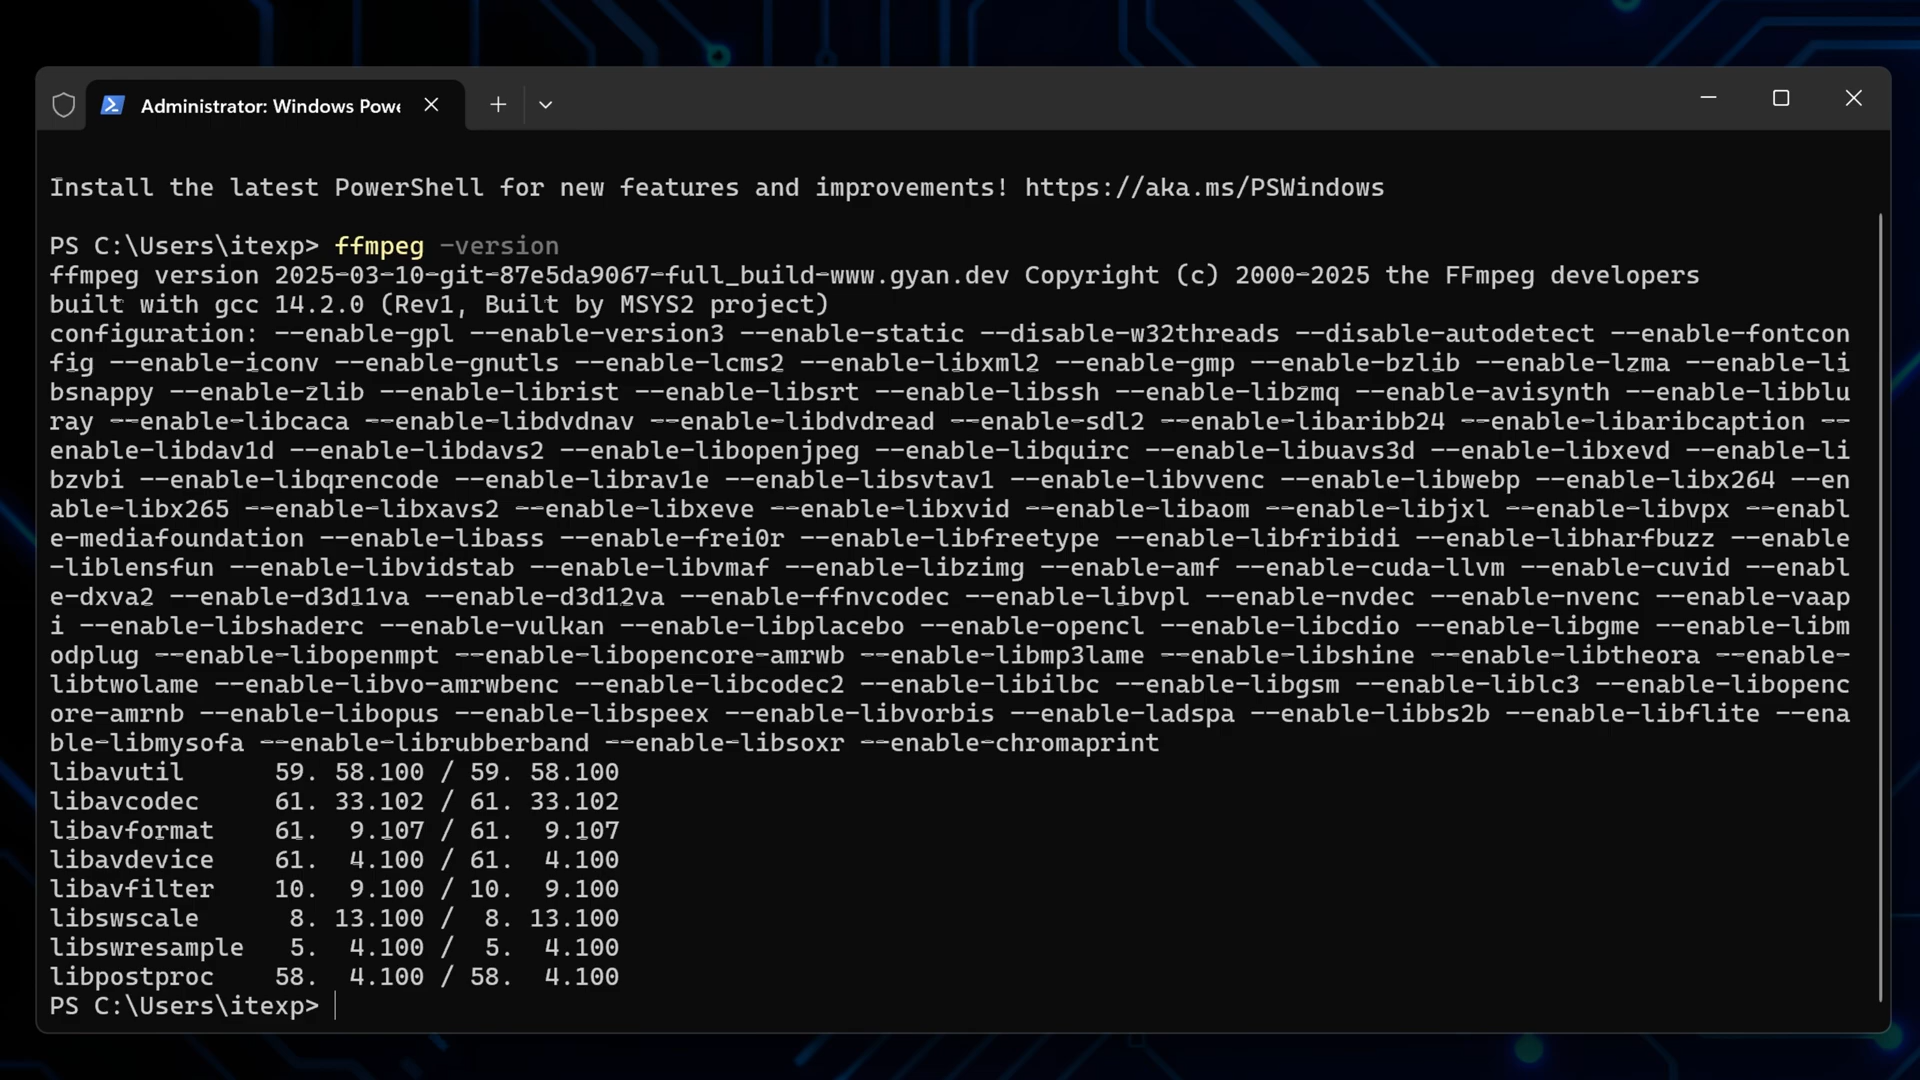 Administrator: Windows Powe
Install the latest PowerShell for new features and improvements! https://aka.ms/PSWindows
PS C:\Users\itexp> ffmpeg -version
ffmpeg version 2025-03-10-git-87e5da9067-full_build-www.gyan.dev Copyright (c) 2000-2025 the FFmpeg developers
built with gcc 14.2.0 (Rev1, Built by MSYS2 project)
configuration: --enable-gpl --enable-version3 --enable-static --disable-w32threads --disable-autodetect --enable-fontcon
fig --enable-iconv --enable-gnutls --enable-lcms2 --enable-libxml2 --enable-gmp --enable-bzlib --enable-lzma --enable-li
bsnappy --enable-zlib --enable-librist --enable-libsrt --enable-libssh --enable-libzmq --enable-avisynth --enable-libblu
ray --enable-libcaca --enable-libdvdnav --enable-libdvdread --enable-sdl2 --enable-libaribb24 --enable-libaribcaption --
enable-libdav1d --enable-libdavs2 --enable-libopenjpeg --enable-libquirc --enable-libuavs3d --enable-libxevd --enable-li
bzvbi --enable-libqrencode --enable-librav1e --enable-libsvtav1 --enable-libvvenc --enable-libwebp --enable-libx264 --en
able-libx265 --enable-libxavs2 --enable-libxeve --enable-libxvid --enable-libaom --enable-libjxl --enable-libvpx --enabl
e-mediafoundation --enable-libass --enable-frei0r --enable-libfreetype --enable-libfribidi --enable-libharfbuzz --enable
-liblensfun --enable-libvidstab --enable-libvmaf --enable-libzimg --enable-amf --enable-cuda-llvm --enable-cuvid --enabl
e-dxva2 --enable-d3d11va --enable-d3d12va --enable-ffnvcodec --enable-libvpl --enable-nvdec --enable-nvenc --enable-vaap
i --enable-libshaderc --enable-vulkan --enable-libplacebo --enable-opencl --enable-libcdio --enable-libgme --enable-libm
odplug --enable-libopenmpt --enable-libopencore-amrwb --enable-libmp3lame --enable-libshine --enable-libtheora --enable-
libtwolame --enable-libvo-amrwbenc --enable-libcodec2 --enable-libilbc --enable-libgsm --enable-liblc3 --enable-libopenc
ore-amrnb --enable-libopus --enable-libspeex --enable-libvorbis --enable-ladspa --enable-libbs2b --enable-libflite --ena
ble-libmysofa --enable-librubberband --enable-libsoxr --enable-chromaprint
libavutil      59. 58.100 / 59. 58.100
libavcodec     61. 33.102 / 61. 33.102
libavformat    61.  9.107 / 61.  9.107
libavdevice    61.  4.100 / 61.  4.100
libavfilter    10.  9.100 / 10.  9.100
libswscale      8. 13.100 /  8. 13.100
libswresample   5.  4.100 /  5.  4.100
libpostproc    58.  4.100 / 58.  4.100
PS C:\Users\itexp>